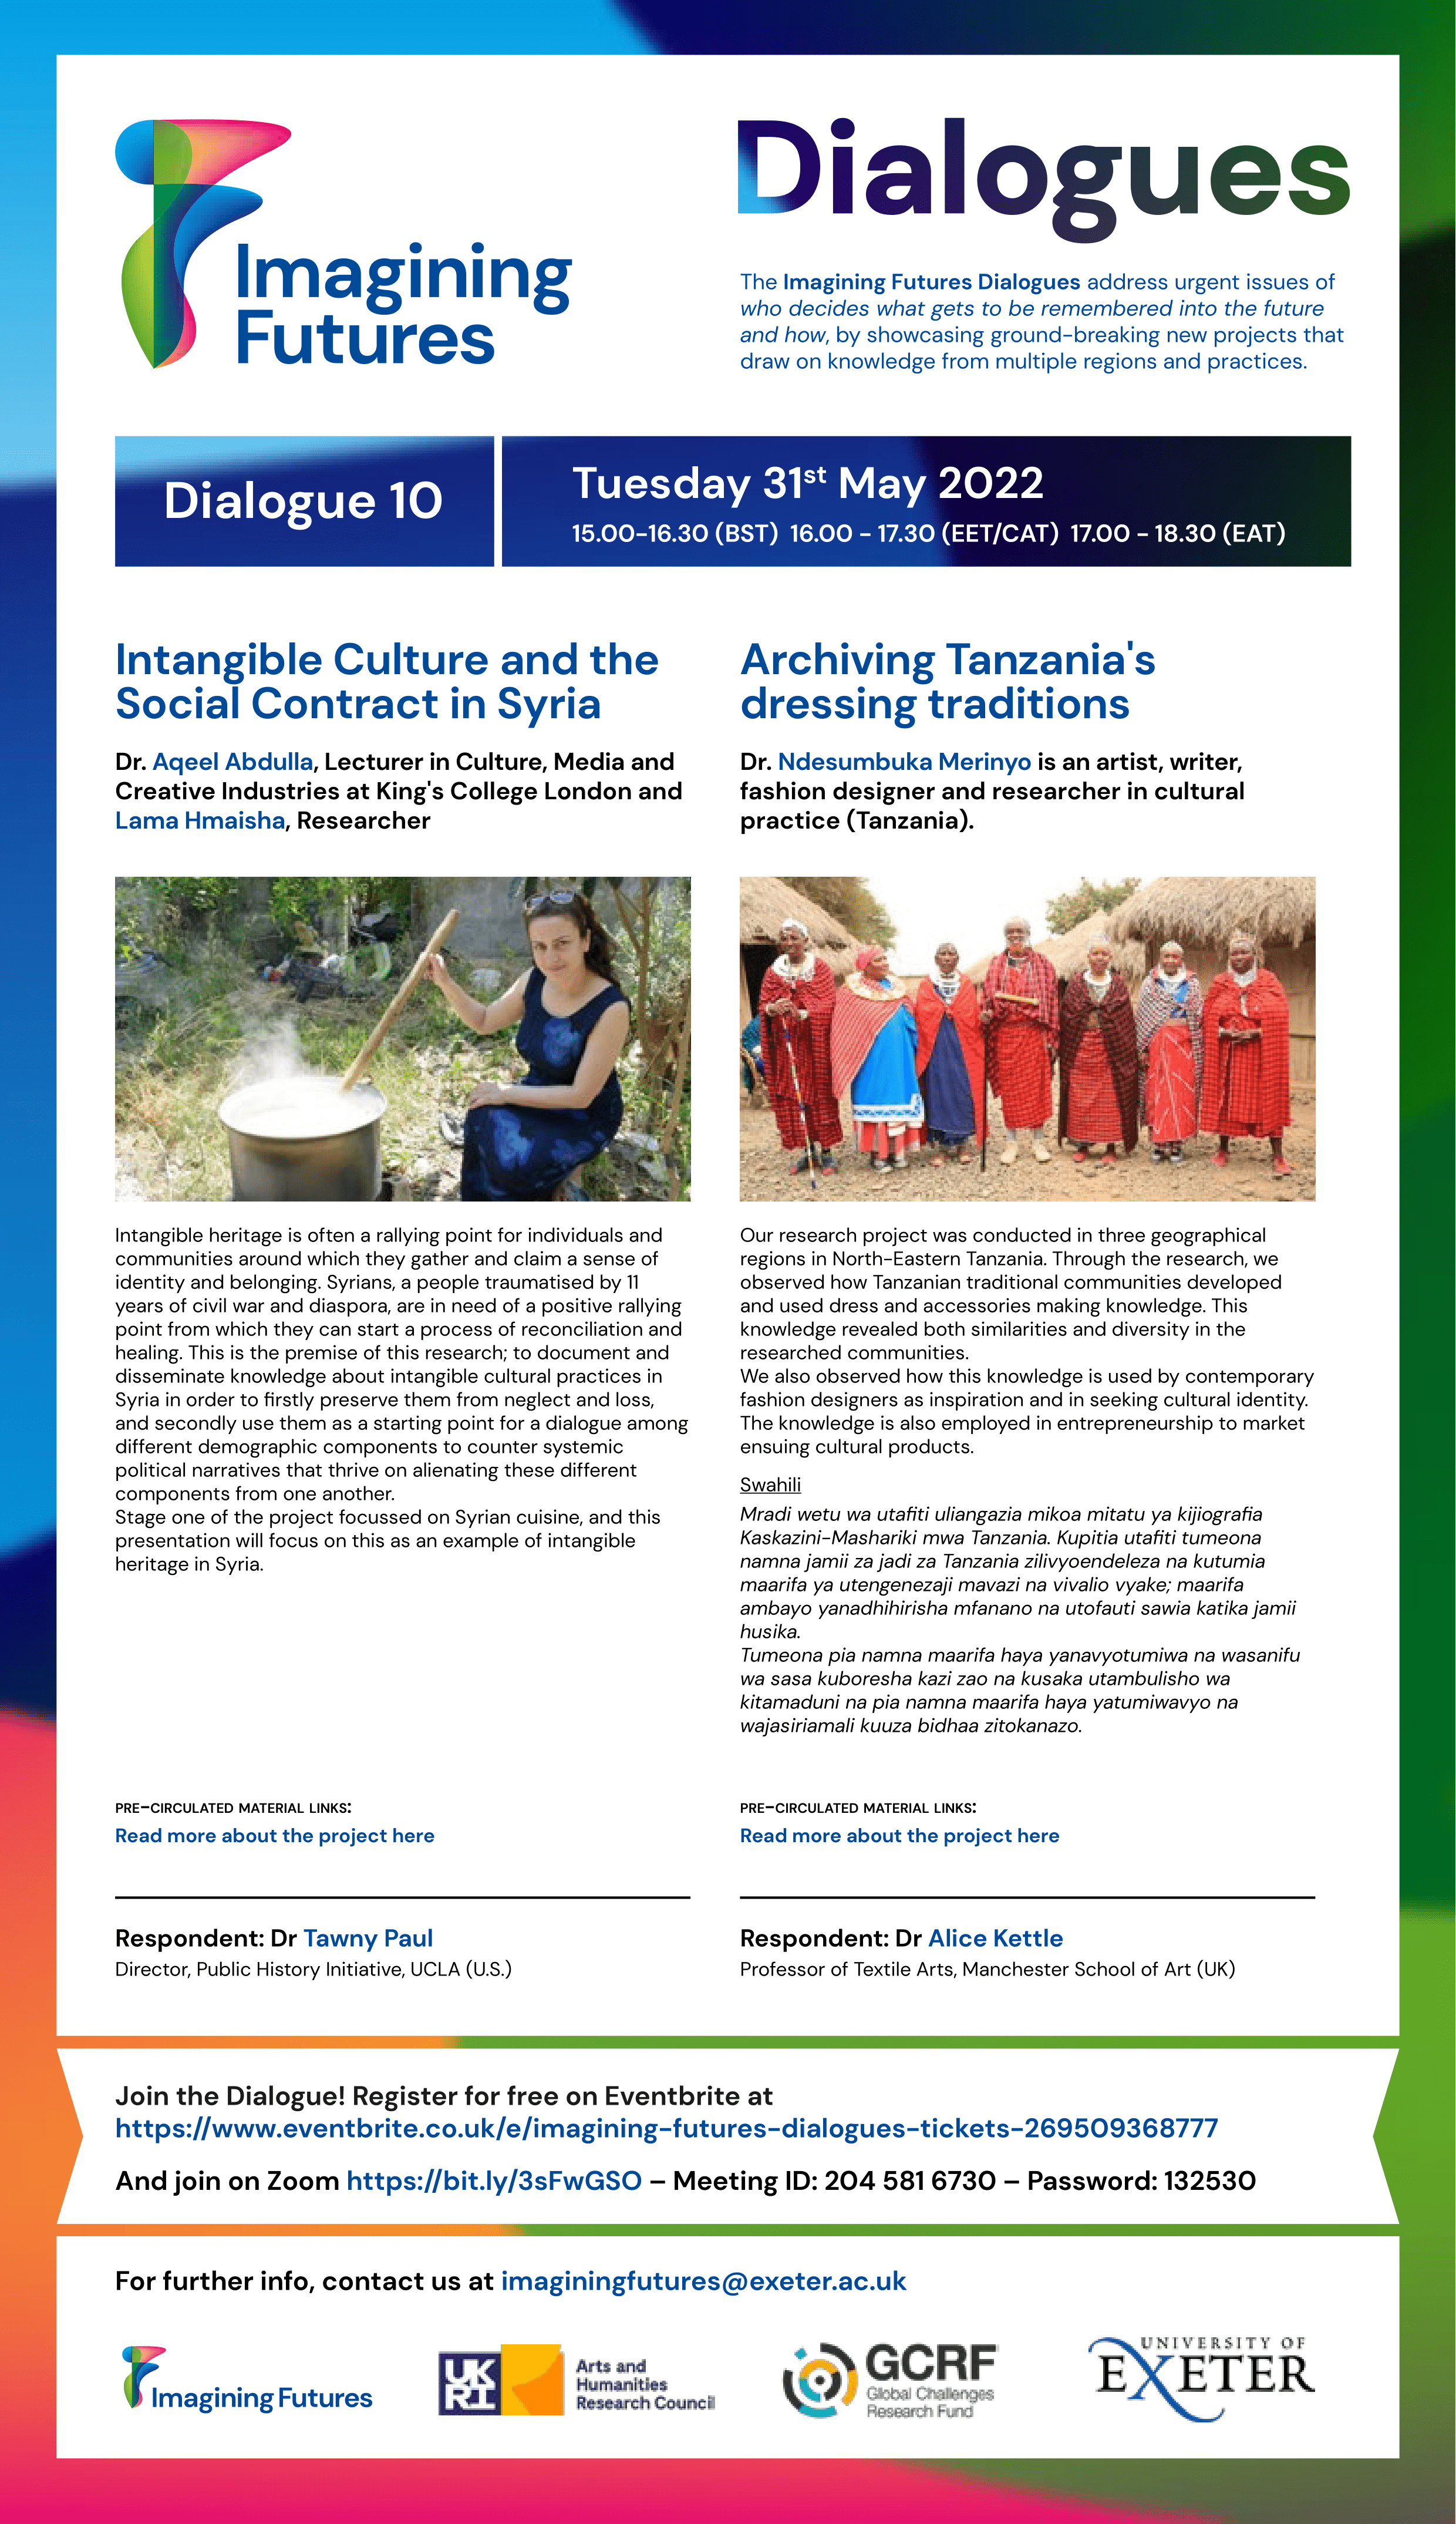 Imagining
Futures
Dialogues
The Imagining Futures Dialogues address urgent issues of
who decides what gets to be remembered into the future
and how, by showcasing ground-breaking new projects that
draw on knowledge from multiple regions and practices.
Dialogue 10
Tuesday 31st May 2022
15.00-16.30 (BST)  16.00 - 17.30 (EET/CAT)  17.00 - 18.30 (EAT)
Intangible Culture and the
Social Contract in Syria
Dr. Aqeel Abdulla, Lecturer in Culture, Media and
Creative Industries at King's College London and
Lama Hmaisha, Researcher
Intangible heritage is often a rallying point for individuals and
communities around which they gather and claim a sense of
identity and belonging. Syrians, a people traumatised by 11
years of civil war and diaspora, are in need of a positive rallying
point from which they can start a process of reconciliation and
healing. This is the premise of this research; to document and
disseminate knowledge about intangible cultural practices in
Syria in order to firstly preserve them from neglect and loss,
and secondly use them as a starting point for a dialogue among
different demographic components to counter systemic
political narratives that thrive on alienating these different
components from one another.
Stage one of the project focussed on Syrian cuisine, and this
presentation will focus on this as an example of intangible
heritage in Syria.
PRE-CIRCULATED MATERIAL LINKS:
Read more about the project here
Respondent: Dr Tawny Paul
Director, Public History Initiative, UCLA (U.S.)
Archiving Tanzania's
dressing traditions
Dr. Ndesumbuka Merinyo is an artist, writer,
fashion designer and researcher in cultural
practice (Tanzania).
Our research project was conducted in three geographical
regions in North-Eastern Tanzania. Through the research, we
observed how Tanzanian traditional communities developed
and used dress and accessories making knowledge. This
knowledge revealed both similarities and diversity in the
researched communities.
We also observed how this knowledge is used by contemporary
fashion designers as inspiration and in seeking cultural identity.
The knowledge is also employed in entrepreneurship to market
ensuing cultural products.
Swahili
Mradi wetu wa utafiti uliangazia mikoa mitatu ya kijiografia
Kaskazini-Mashariki mwa Tanzania. Kupitia utafiti tumeona
namna jamii za jadi za Tanzania zilivyoendeleza na kutumia
maarifa ya utengenezaji mavazi na vivalio vyake; maarifa
ambayo yanadhihirisha mfanano na utofauti sawia katika jamii
husika.
Tumeona pia namna maarifa haya yanavyotumiwa na wasanifu
wa sasa kuboresha kazi zao na kusaka utambulisho wa
kitamaduni na pia namna maarifa haya yatumiwavyo na
wajasiriamali kuuza bidhaa zitokanazo.
PRE-CIRCULATED MATERIAL LINKS:
Read more about the project here
Respondent: Dr Alice Kettle
Professor of Textile Arts, Manchester School of Art (UK)
Join the Dialogue! Register for free on Eventbrite at
https://www.eventbrite.co.uk/e/imagining-futures-dialogues-tickets-269509368777
And join on Zoom https://bit.ly/3sFwGSO – Meeting ID: 204 581 6730 – Password: 132530
For further info, contact us at imaginingfutures@exeter.ac.uk
Imagining Futures
UK
RI
Arts and
Humanities
Research Council
GCRF
Global Challenges
Research Fund
UNIVERSITY OF
EXETER